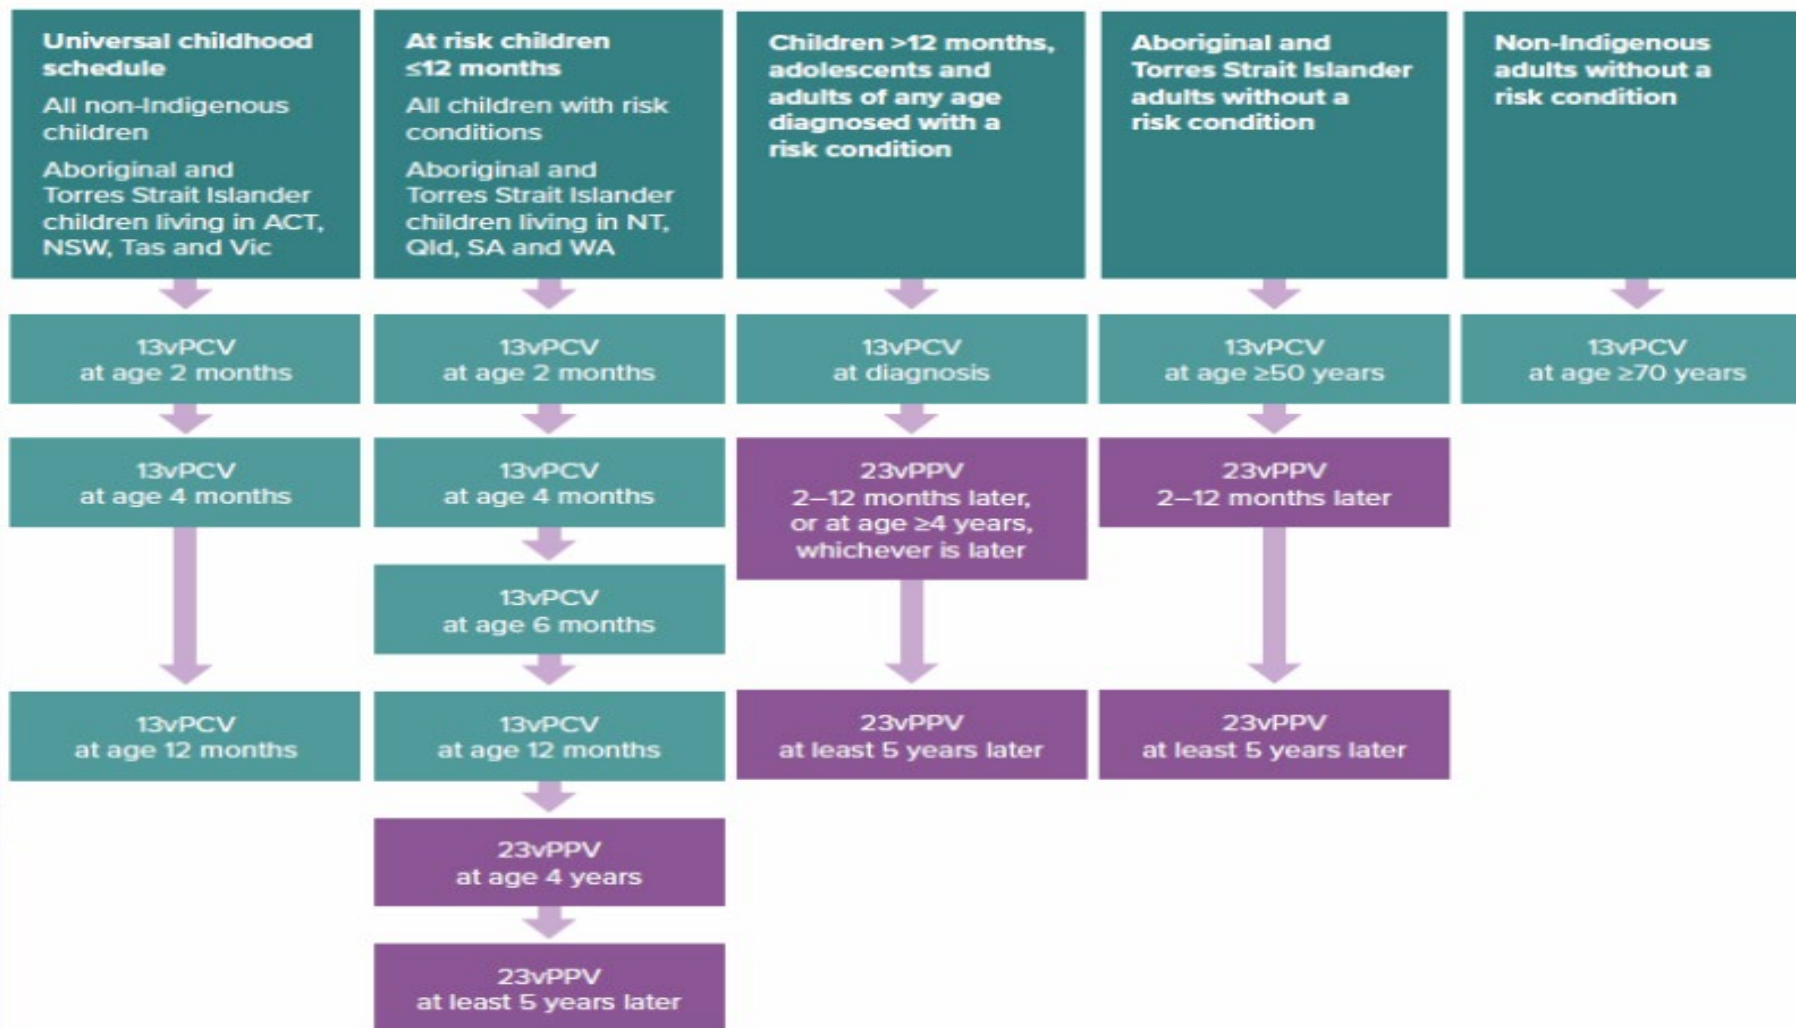 Universal childhood
schedule
All non-Indigenous
children
Aboriginal and
Torres Strait Islander
children living in ACT,
NSW, Tas and Vic
13vPCV
at age 2 months
13vPCV
at age 4 months
13vPCV
at age 12 months
At risk children
≤12 months
All children with risk
conditions
Aboriginal and
Torres Strait Islander
children living in NT,
Qld, SA and WA
13vPCV
at age 2 months
13vPCV
at age 4 months
13vPCV
at age 6 months
13vPCV
at age 12 months
23vPPV
at age 4 years
23vPPV
at least 5 years later
Children >12 months,
adolescents and
adults of any age
diagnosed with a
risk condition
13vPCV
at diagnosis
23vPPV
2–12 months later,
or at age ≥4 years,
whichever is later
23vPPV
at least 5 years later
Aboriginal and
Torres Strait Islander
adults without a
risk condition
13vPCV
at age ≥50 years
23vPPV
2–12 months later
23vPPV
at least 5 years later
Non-Indigenous
adults without a
risk condition
13vPCV
at age ≥70 years